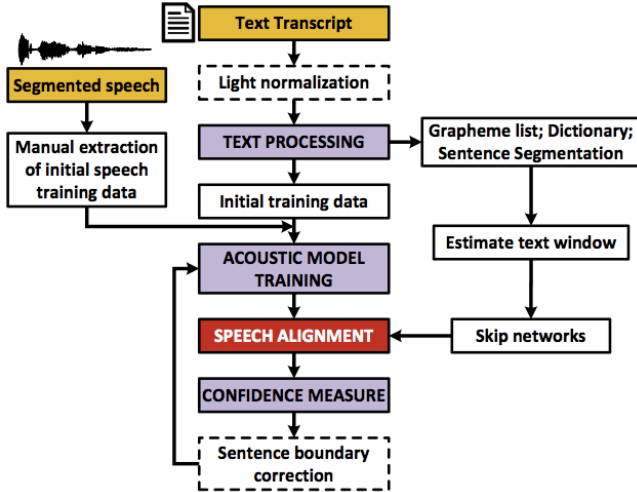 Text Transcript
Light normalization
Segmented speech
TEXT PROCESSING
Grapheme list; Dictionary;
Sentence Segmentation
Manual extraction
of initial speech
training data
Initial training data
Estimate text window
ACOUSTIC MODEL
TRAINING
SPEECH ALIGNMENT
Skip networks
CONFIDENCE MEASURE
Sentence boundary
correction